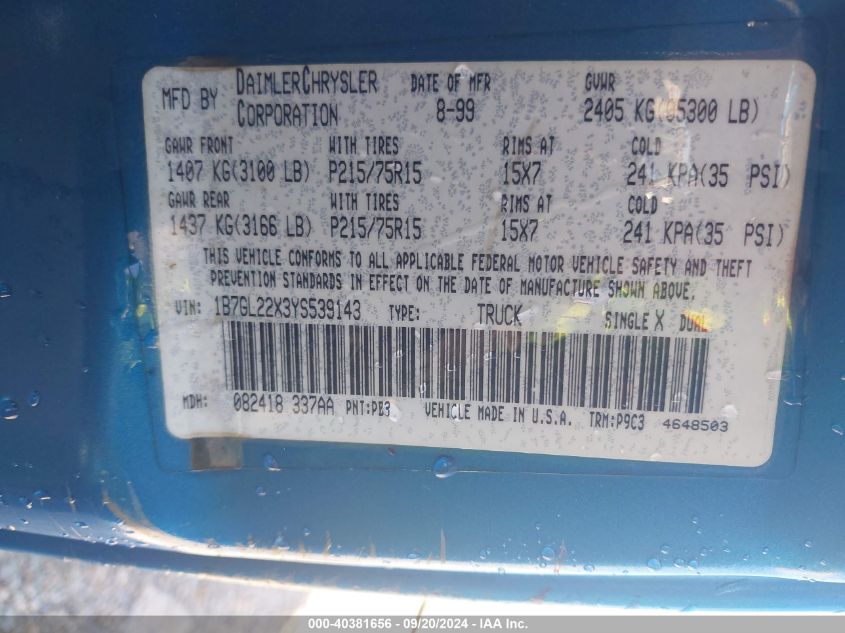 MFD BY DAIMLERCHRYSLER CORPORATION DATE OF MFR 8-99 GVWR 2405 KG(05300 LB)
GAWR FRONT WITH TIRES RIMS AT COLD
1407 KG(3100 LB) P215/75R15 15X7 241 KPA(35 PSI)
GAWR REAR WITH TIRES RIMS AT COLD
1437 KG(3166 LB) P215/75R15 15X7 241 KPA(35 PSI)
THIS VEHICLE CONFORMS TO ALL APPLICABLE FEDERAL MOTOR VEHICLE SAFETY AND THEFT
PREVENTION STANDARDS IN EFFECT ON THE DATE OF MANUFACTURE SHOWN ABOVE.
VIN: 1B7GL22X3YS539143 TYPE: TRUCK SINGLE X DUAL
MDH: 082418 337AA PNT:PB3 VEHICLE MADE IN U.S.A. TRM:P9C3 4648503
000-40381656 - 09/20/2024 - IAA Inc.